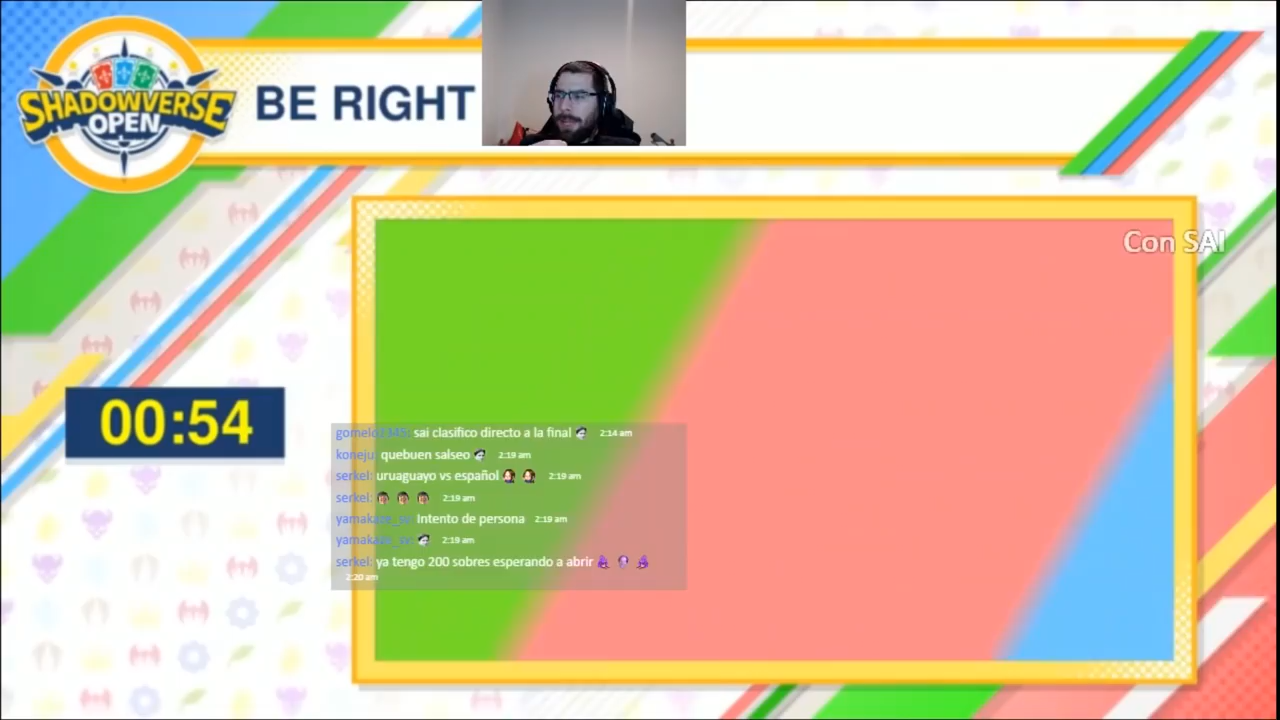 SHADOWVERSE
OPEN
BE RIGHT
Con SAI
00:54
sai clasifico directo a la final 2:14 am
koneju: quebuen salseo 2:19 am
serkel: uruaguayo vs español 2:19 am
serkel: 2:19 am
yamakaze_sv: Intento de persona 2:19 am
yamakaze_sv: 2:19 am
serkel: ya tengo 200 sobres esperando a abrir
2:20 am